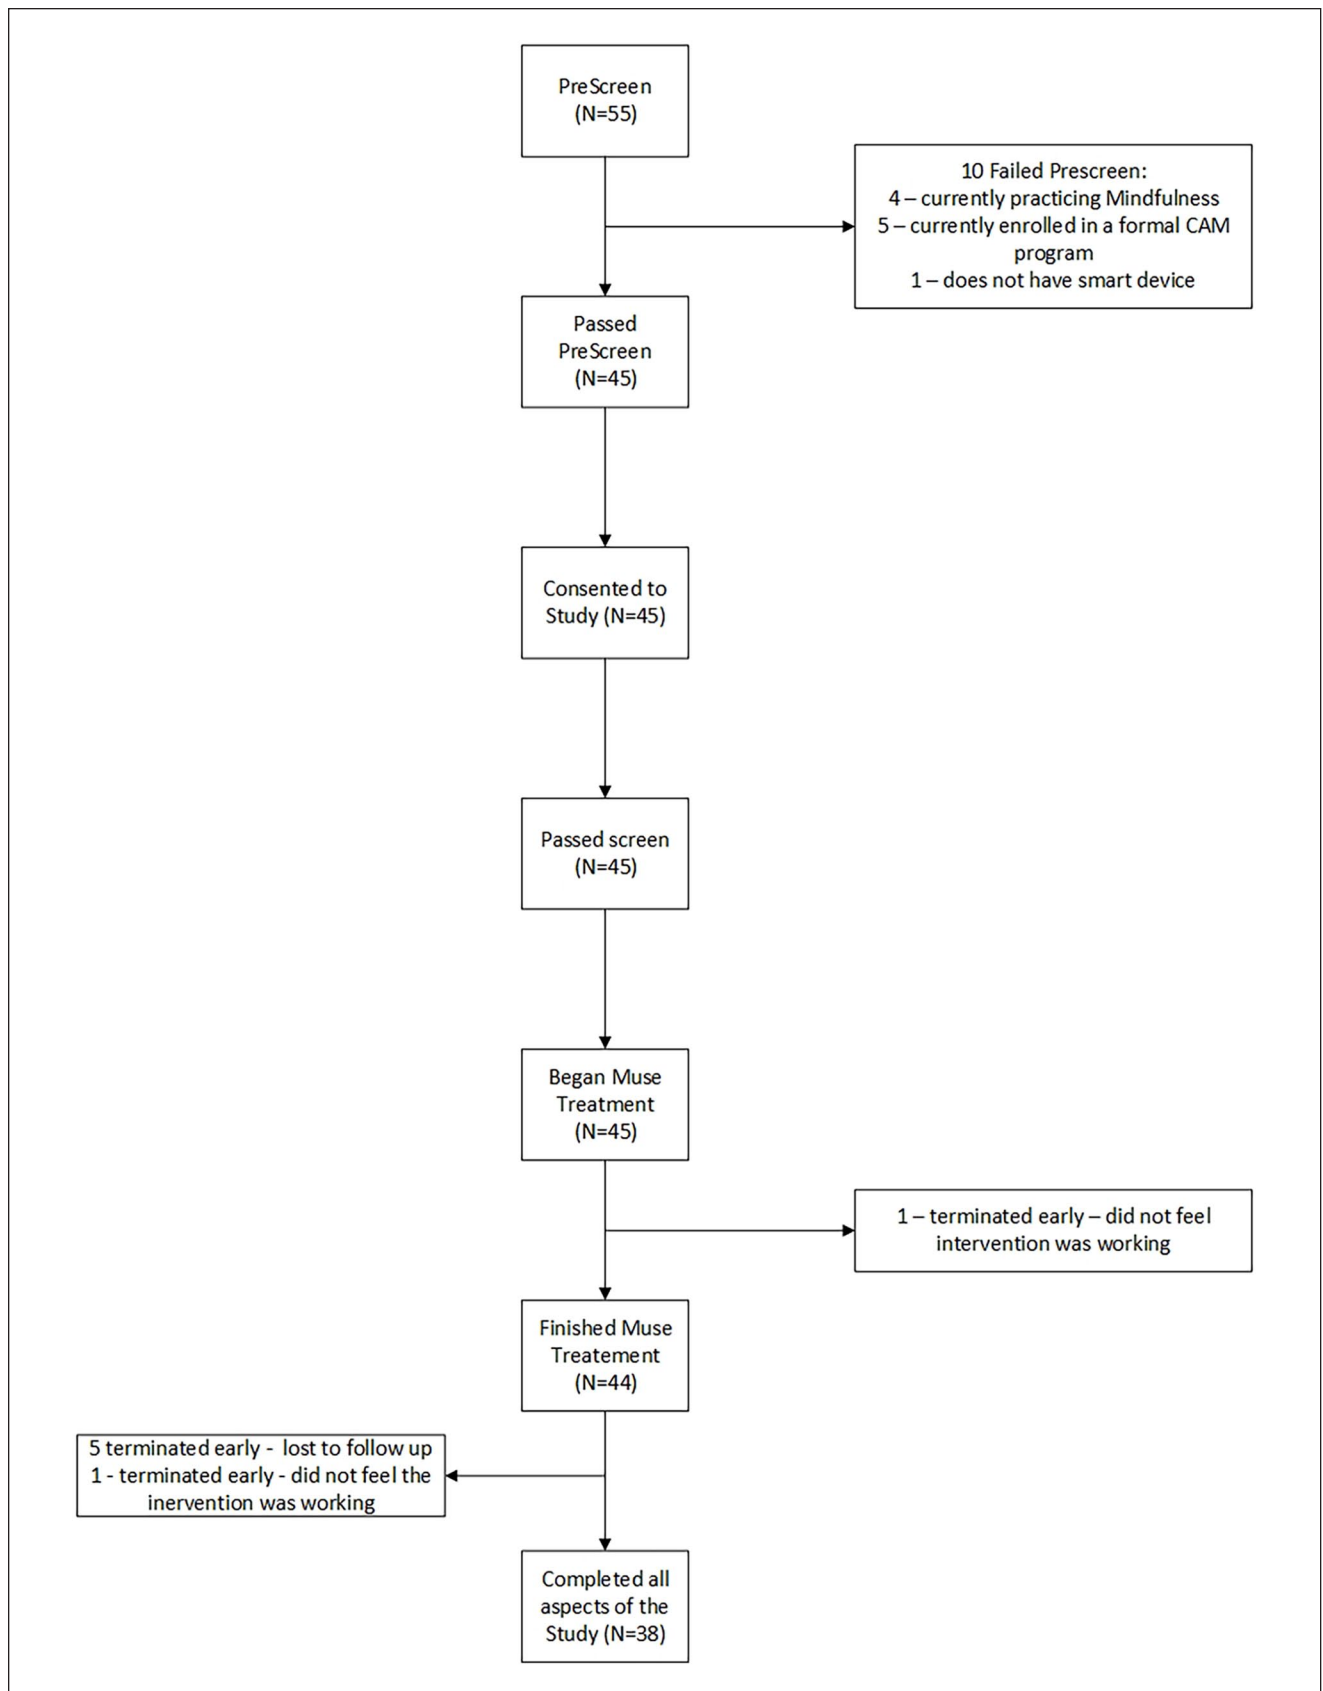 PreScreen
(N=55)
10 Failed Prescreen:
4 – currently practicing Mindfulness
5 – currently enrolled in a formal CAM
program
1 – does not have smart device
Passed
PreScreen
(N=45)
Consented to
Study (N=45)
Passed screen
(N=45)
Began Muse
Treatment
(N=45)
1 – terminated early – did not feel
intervention was working
Finished Muse
Treatement
(N=44)
5 terminated early - lost to follow up
1 - terminated early - did not feel the
inervention was working
Completed all
aspects of the
Study (N=38)